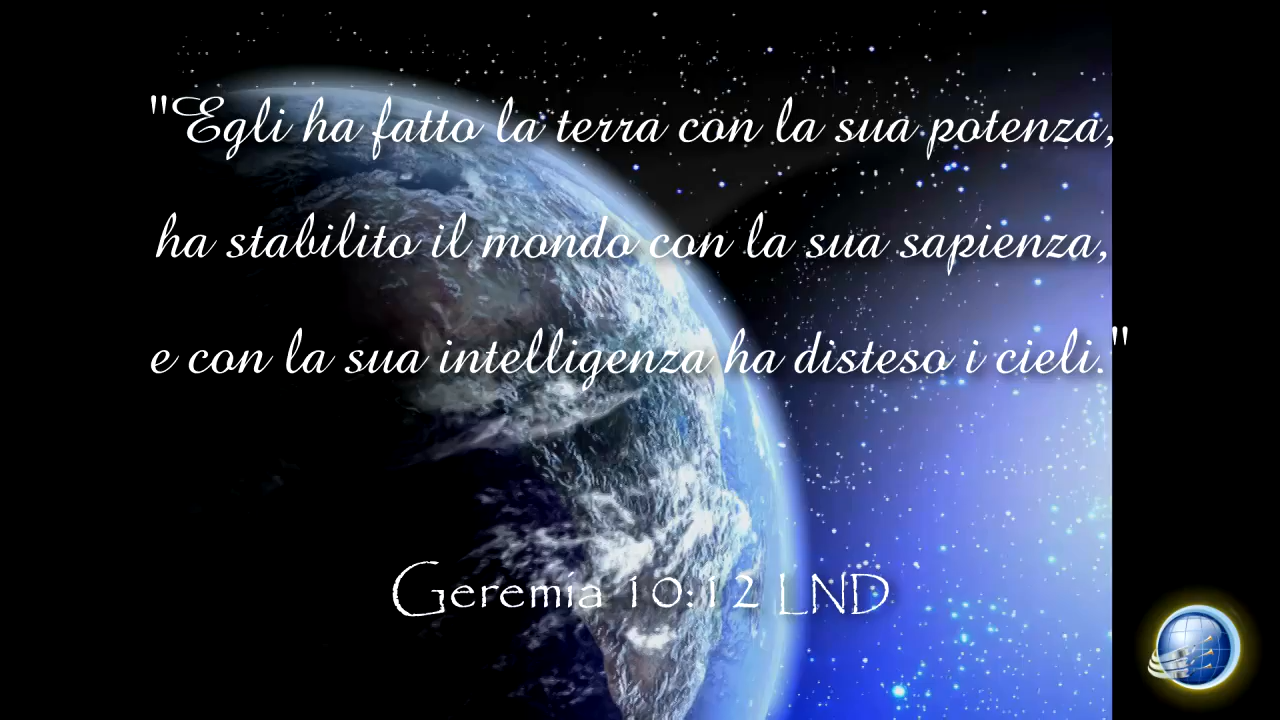 "Egli ha fatto la terra con la sua potenza,
ha stabilito il mondo con la sua sapienza,
e con la sua intelligenza ha disteso i cieli."
Geremia 10:12 LND